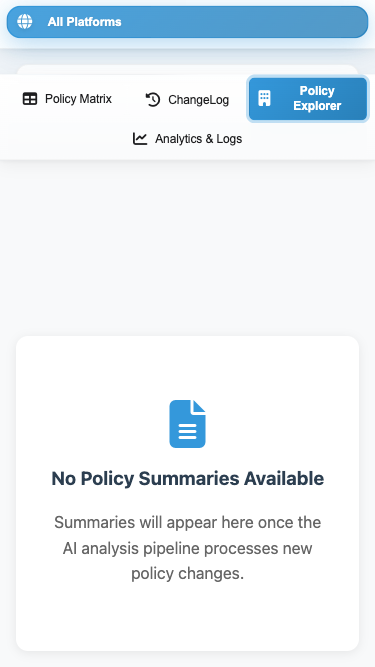 All Platforms
Policy Matrix
ChangeLog
Policy
Explorer
Analytics & Logs
No Policy Summaries Available
Summaries will appear here once the
AI analysis pipeline processes new
policy changes.